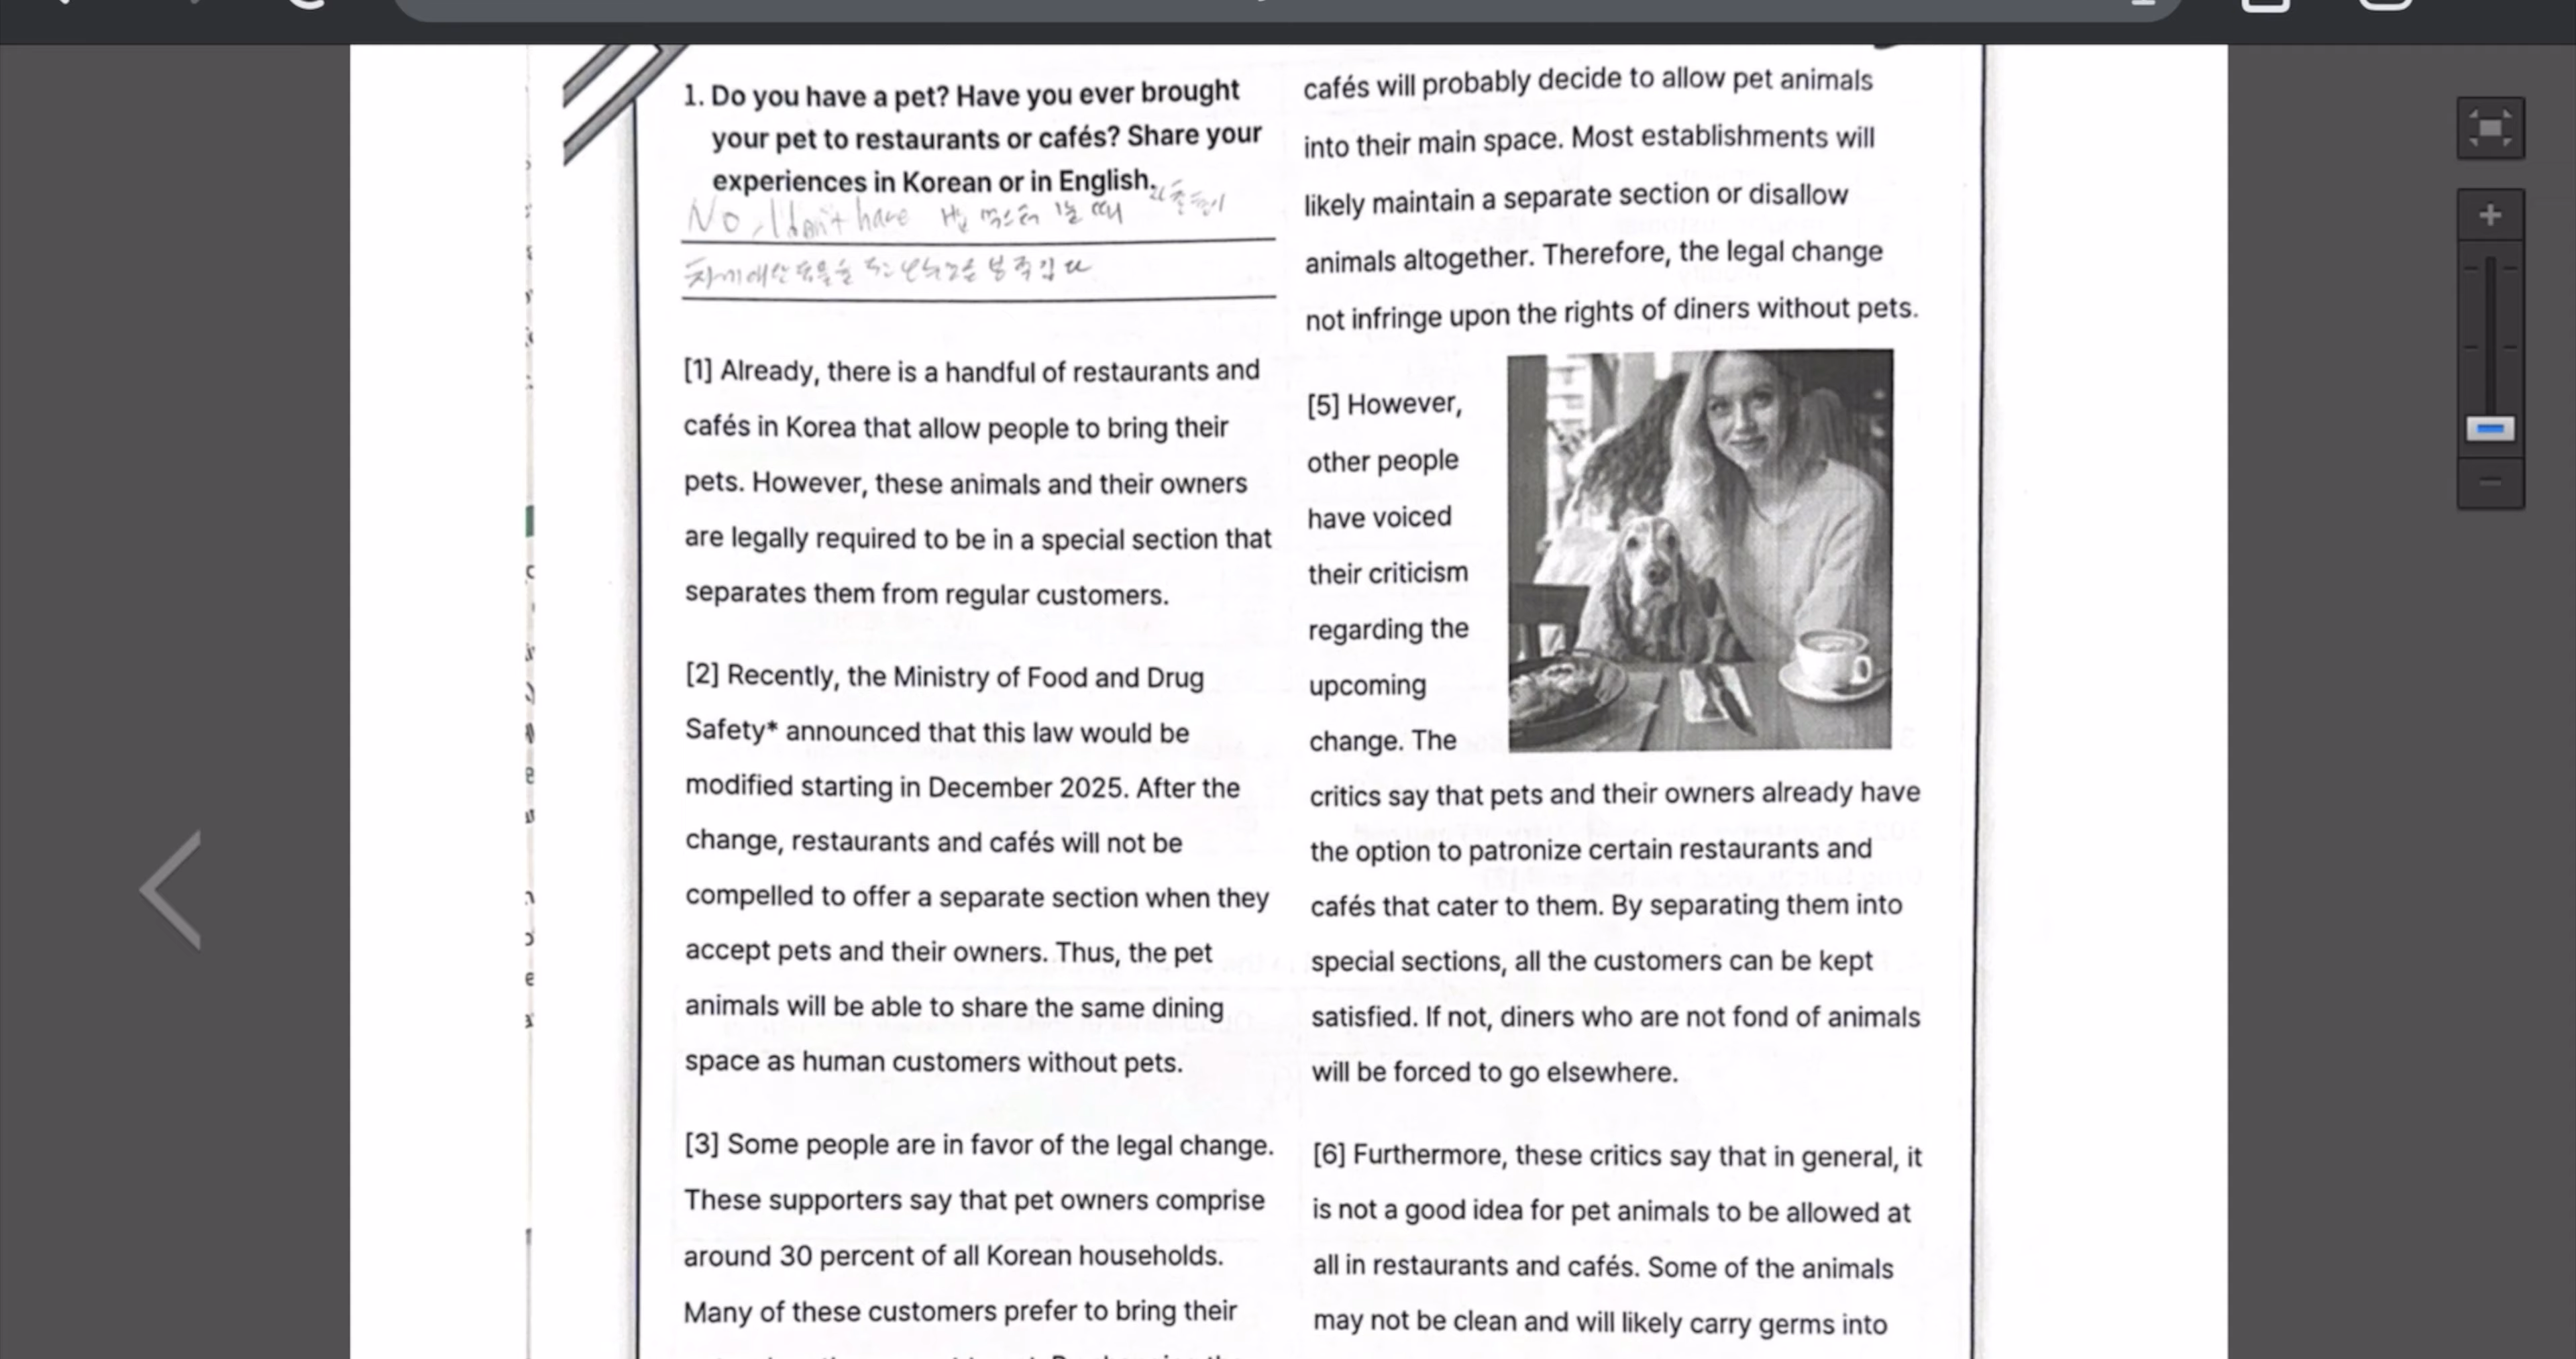 1. Do you have a pet? Have you ever brought
your pet to restaurants or cafés? Share your
experiences in Korean or in English.
No, I don't have 밥 때
[1] Already, there is a handful of restaurants and
cafés in Korea that allow people to bring their
pets. However, these animals and their owners
are legally required to be in a special section that
separates them from regular customers.
[2] Recently, the Ministry of Food and Drug
Safety* announced that this law would be
modified starting in December 2025. After the
change, restaurants and cafés will not be
compelled to offer a separate section when they
accept pets and their owners. Thus, the pet
animals will be able to share the same dining
space as human customers without pets.
[3] Some people are in favor of the legal change.
These supporters say that pet owners comprise
around 30 percent of all Korean households.
Many of these customers prefer to bring their
cafés will probably decide to allow pet animals
into their main space. Most establishments will
likely maintain a separate section or disallow
animals altogether. Therefore, the legal change
not infringe upon the rights of diners without pets.
[5] However,
other people
have voiced
their criticism
regarding the
upcoming
change. The
critics say that pets and their owners already have
the option to patronize certain restaurants and
cafés that cater to them. By separating them into
special sections, all the customers can be kept
satisfied. If not, diners who are not fond of animals
will be forced to go elsewhere.
[6] Furthermore, these critics say that in general, it
is not a good idea for pet animals to be allowed at
all in restaurants and cafés. Some of the animals
may not be clean and will likely carry germs into